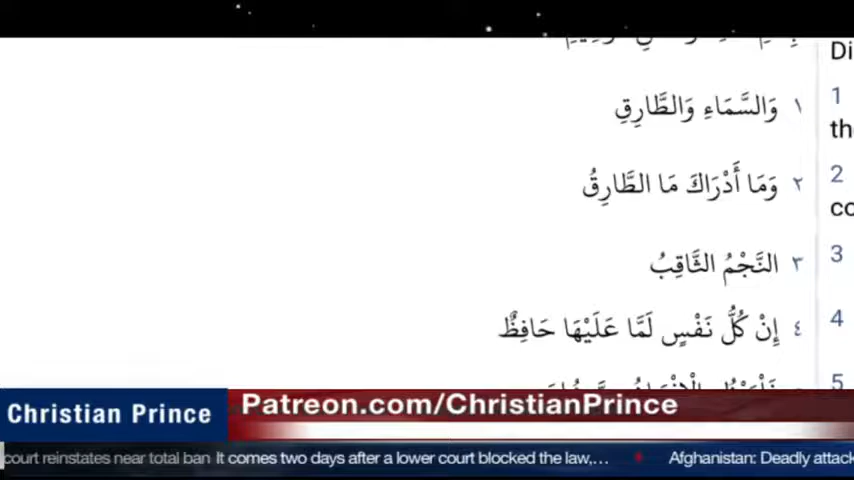 Di
١ وَالسَّمَاءِ وَالطَّارِقِ
1
th
٢ وَمَا أَدْرَاكَ مَا الطَّارِقُ
2
co
٣ النَّجْمُ الثَّاقِبُ
3
٤ إِنْ كُلُّ نَفْسٍ لَمَّا عَلَيْهَا حَافِظٌ
4
5
Christian Prince
Patreon.com/ChristianPrince
court reinstates near total ban It comes two days after a lower court blocked the law,... Afghanistan: Deadly attack